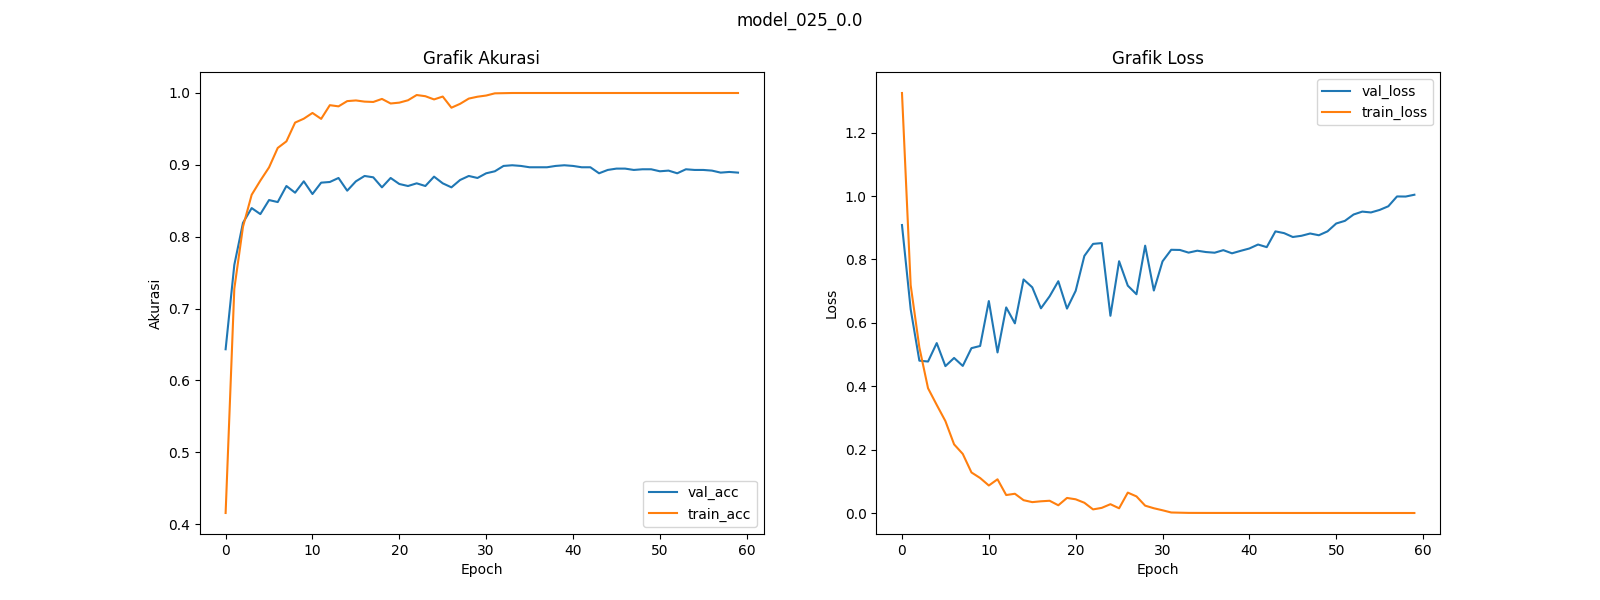 model_025_0.0
Grafik Akurasi
1.0
0.9
0.8
0.7
0.6
0.5
0.4
Akurasi
val_acc
train_acc
0 10 20 30 40 50 60
Epoch
Grafik Loss
val_loss
train_loss
1.2
1.0
0.8
0.6
0.4
0.2
0.0
Loss
0 10 20 30 40 50 60
Epoch